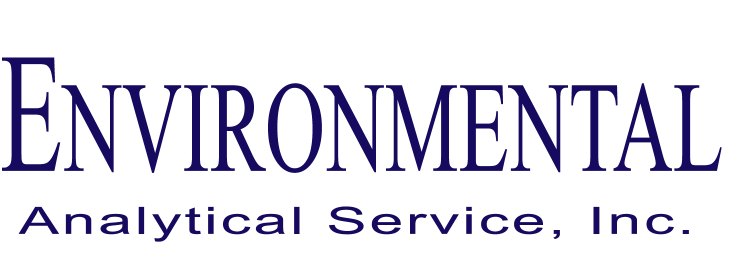 ENVIRONMENTAL
Analytical Service, Inc.